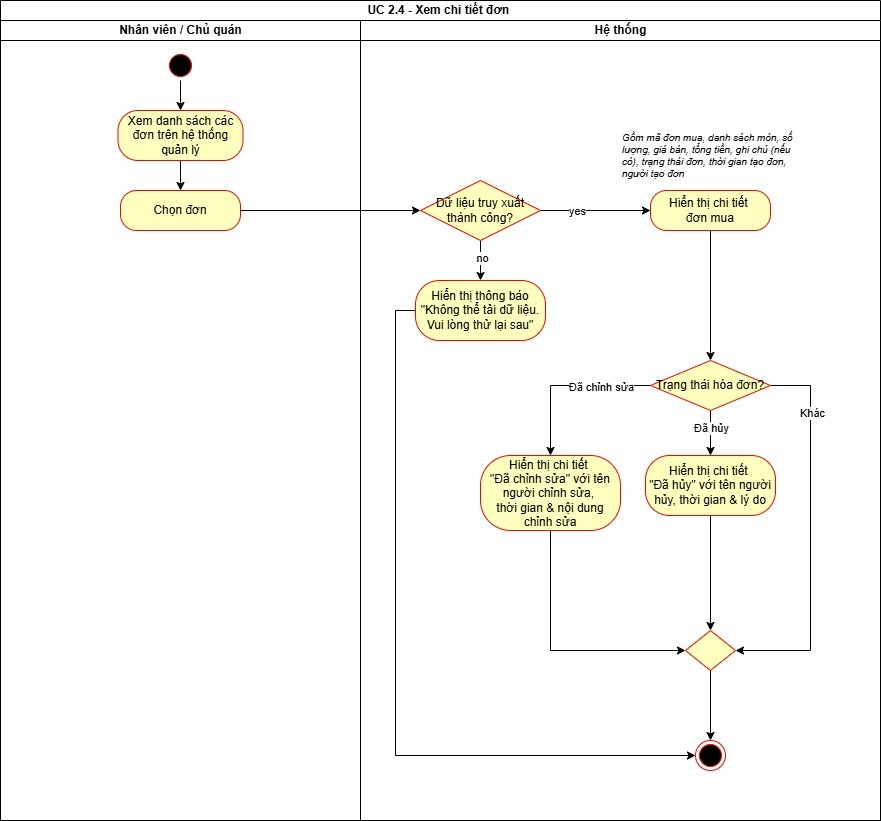 UC 2.4 - Xem chi tiết đơn
Nhân viên / Chủ quán
Hệ thống
Xem danh sách các
đơn trên hệ thống
quản lý
Chọn đơn
Dữ liệu truy xuất
thành công?
yes
no
Gồm mã đơn mua, danh sách món, số
lượng, giá bán, tổng tiền, ghi chú (nếu
có), trạng thái đơn, thời gian tạo đơn,
người tạo đơn
Hiển thị chi tiết
đơn mua
Hiển thị thông báo
"Không thể tải dữ liệu.
Vui lòng thử lại sau"
Trạng thái hóa đơn?
Đã chỉnh sửa
Đã hủy
Khác
Hiển thị chi tiết
"Đã chỉnh sửa" với tên
người chỉnh sửa,
thời gian & nội dung
chỉnh sửa
Hiển thị chi tiết
"Đã hủy" với tên người
hủy, thời gian & lý do